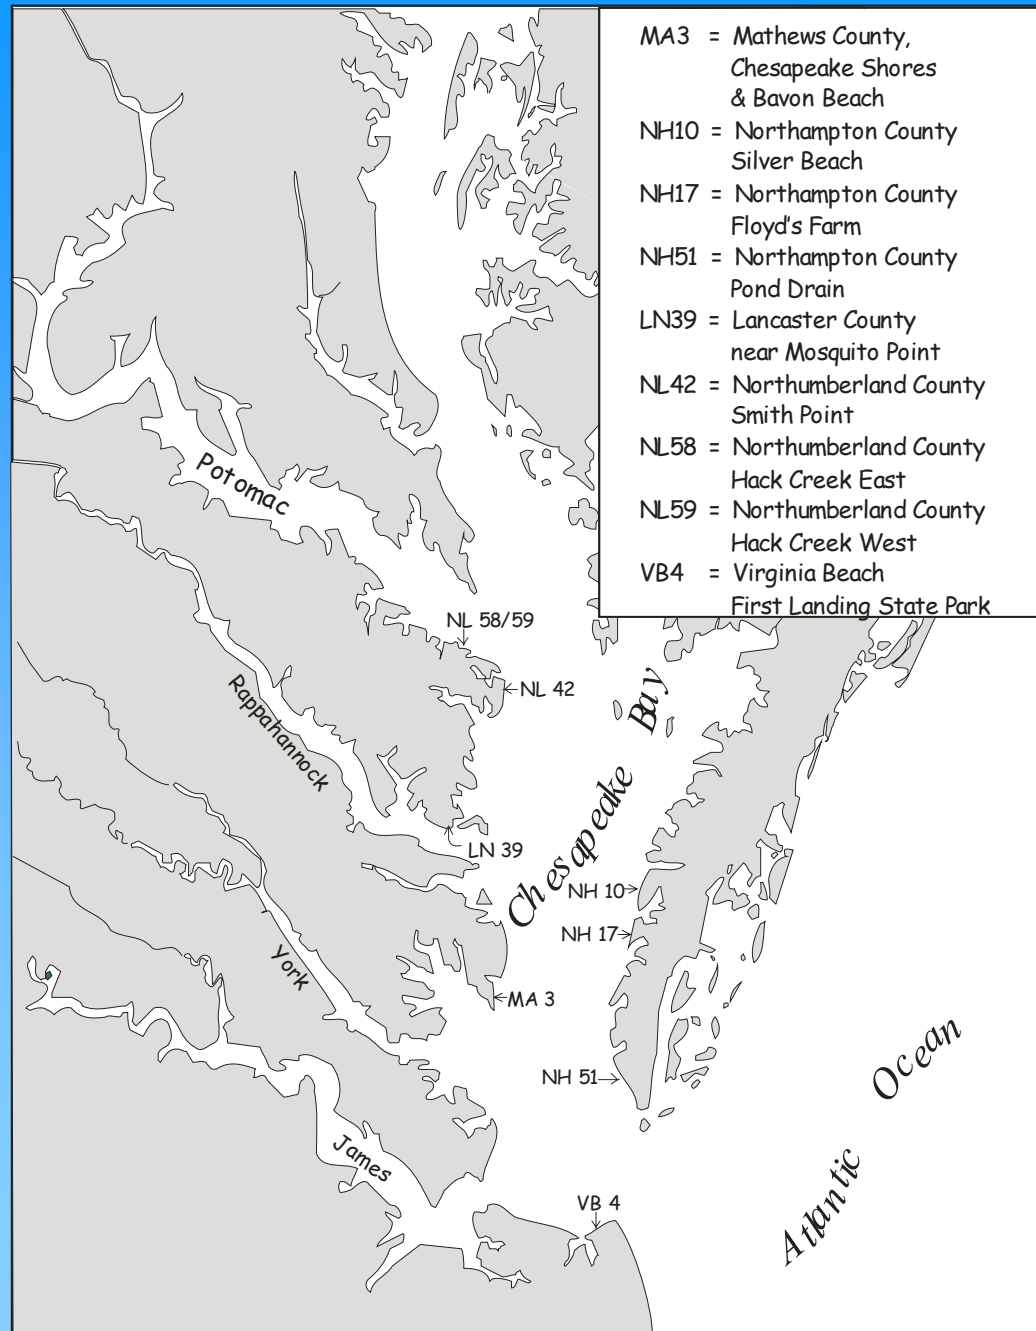 MA3 = Mathews County,
Chesapeake Shores
& Bavon Beach
NH10 = Northampton County
Silver Beach
NH17 = Northampton County
Floyd's Farm
NH51 = Northampton County
Pond Drain
LN39 = Lancaster County
near Mosquito Point
NL42 = Northumberland County
Smith Point
NL58 = Northumberland County
Hack Creek East
NL59 = Northumberland County
Hack Creek West
VB4 = Virginia Beach
First Landing State Park
Potomac
NL 58/59
NL 42
Rappahannock
Chesapeake Bay
LN 39
NH 10
NH 17
York
MA 3
NH 51
James
VB 4
Atlantic Ocean